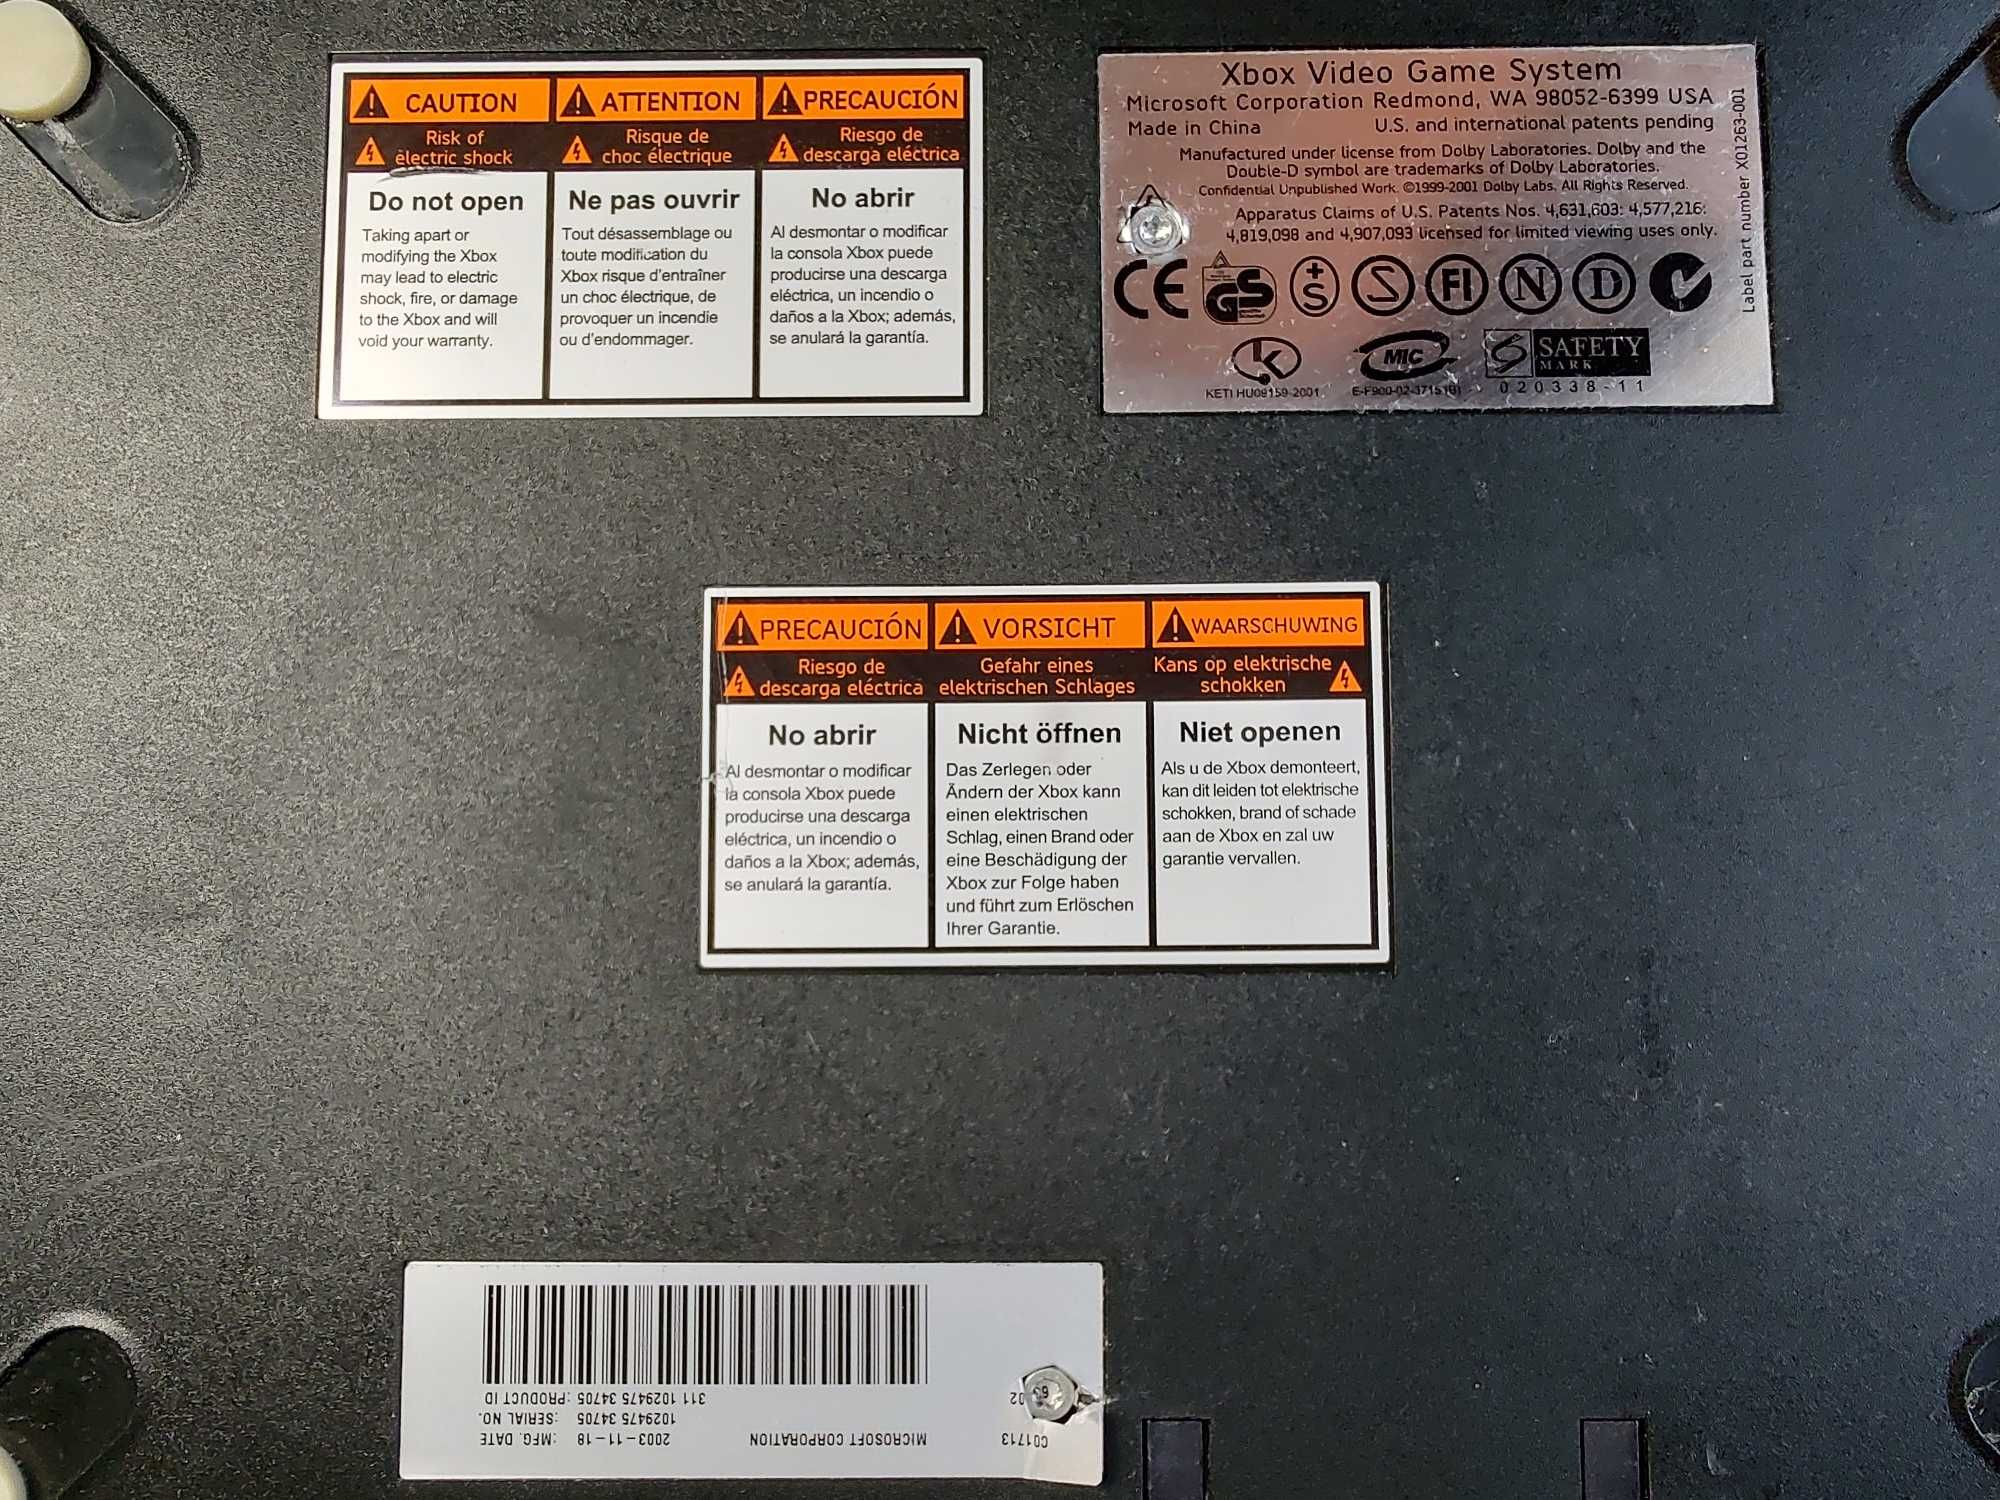 CAUTION
Risk of
electric shock
Do not open
Taking apart or
modifying the Xbox
may lead to electric
shock, fire, or damage
to the Xbox and will
void your warranty.
ATTENTION
Risque de
choc électrique
Ne pas ouvrir
Tout désassemblage ou
toute modification du
Xbox risque d'entraîner
un choc électrique, de
provoquer un incendie
ou d'endommager.
PRECAUCIÓN
Riesgo de
descarga eléctrica
No abrir
Al desmontar o modificar
la consola Xbox puede
producirse una descarga
eléctrica, un incendio o
daños a la Xbox; además,
se anulará la garantía.
Xbox Video Game System
Microsoft Corporation Redmond, WA 98052-6399 USA
Made in China U.S. and international patents pending
Manufactured under license from Dolby Laboratories. Dolby and the
Double-D symbol are trademarks of Dolby Laboratories.
Confidential Unpublished Work. ©1999-2001 Dolby Labs. All Rights Reserved.
Apparatus Claims of U.S. Patents Nos. 4,631,603: 4,577,216:
4,819,098 and 4,907,093 licensed for limited viewing uses only.
CE GS +S S FI N D
K MIC S SAFETY
MARK
KETI HU09159-2001 020338-11
Label part number X01263-001
PRECAUCIÓN
Riesgo de
descarga eléctrica
No abrir
Al desmontar o modificar
la consola Xbox puede
producirse una descarga
eléctrica, un incendio o
daños a la Xbox; además,
se anulará la garantía.
VORSICHT
Gefahr eines
elektrischen Schlages
Nicht öffnen
Das Zerlegen oder
Ändern der Xbox kann
einen elektrischen
Schlag, einen Brand oder
eine Beschädigung der
Xbox zur Folge haben
und führt zum Erlöschen
Ihrer Garantie.
WAARSCHUWING
Kans op elektrische
schokken
Niet openen
Als u de Xbox demonteert,
kan dit leiden tot elektrische
schokken, brand of schade
aan de Xbox en zal uw
garantie vervallen.
C01713 MICROSOFT CORPORATION 2003-11-18 :MFG. DATE
1029475 34705 :SERIAL NO.
311 1029475 34705 :PRODUCT ID